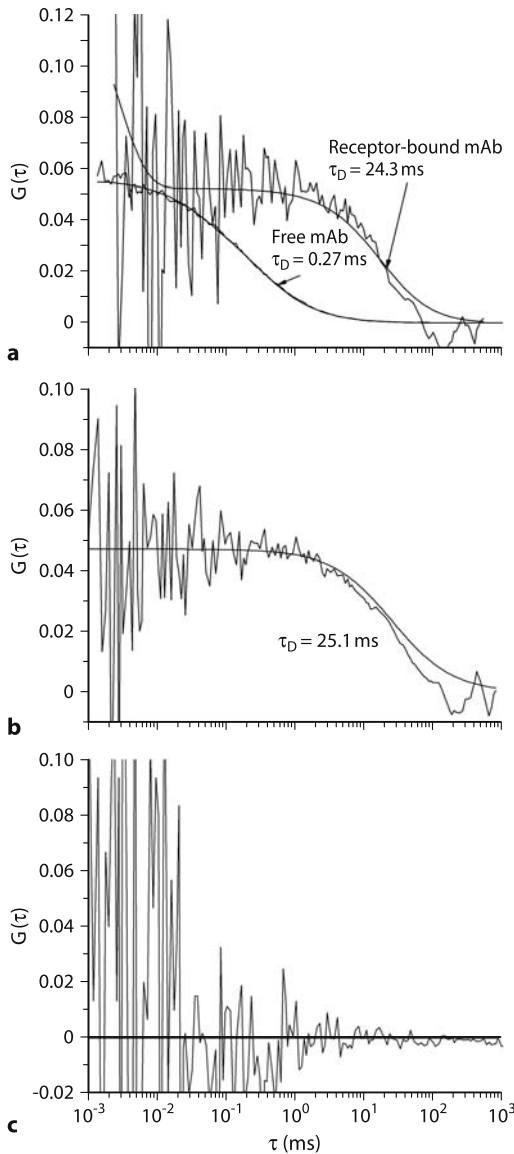 0.12
0.10
0.08
0.06
0.04
0.02
0
G(τ)
Receptor-bound mAb
τD = 24.3 ms
Free mAb
τD = 0.27 ms
a
0.10
0.08
0.06
0.04
0.02
0
G(τ)
τD = 25.1 ms
b
0.10
0.08
0.06
0.04
0.02
0
-0.02
G(τ)
10⁻³ 10⁻² 10⁻¹ 10⁰ 10¹ 10² 10³
c
τ (ms)